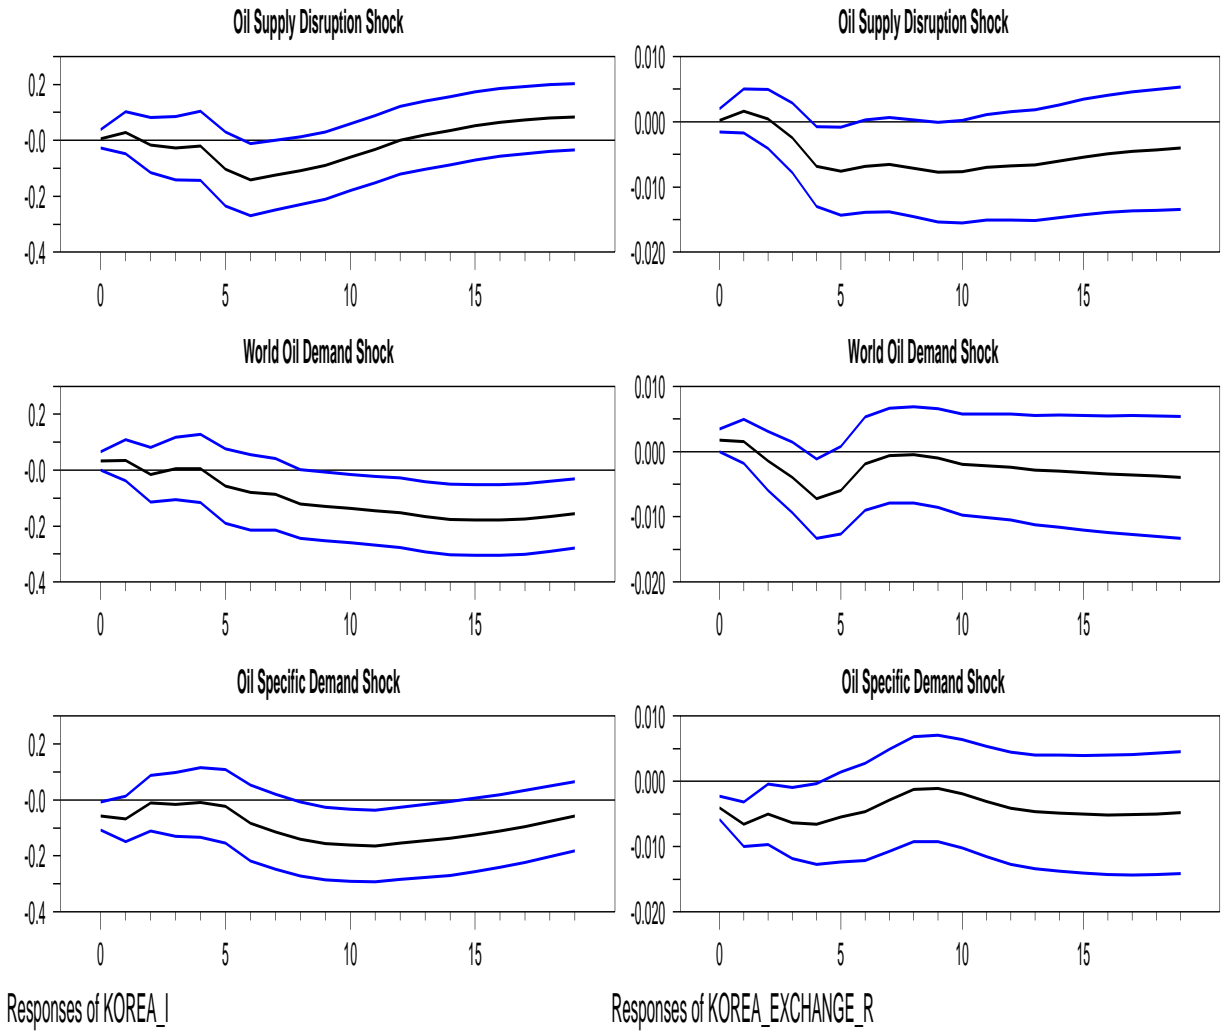 Oil Supply Disruption Shock
0.2
-0.0
-0.2
-0.4
0 5 10 15
Oil Supply Disruption Shock
0.010
0.000
-0.010
-0.020
0 5 10 15
World Oil Demand Shock
0.2
-0.0
-0.2
-0.4
0 5 10 15
World Oil Demand Shock
0.010
0.000
-0.010
-0.020
0 5 10 15
Oil Specific Demand Shock
0.2
-0.0
-0.2
-0.4
0 5 10 15
Oil Specific Demand Shock
0.010
0.000
-0.010
-0.020
0 5 10 15
Responses of KOREA_I
Responses of KOREA_EXCHANGE_R